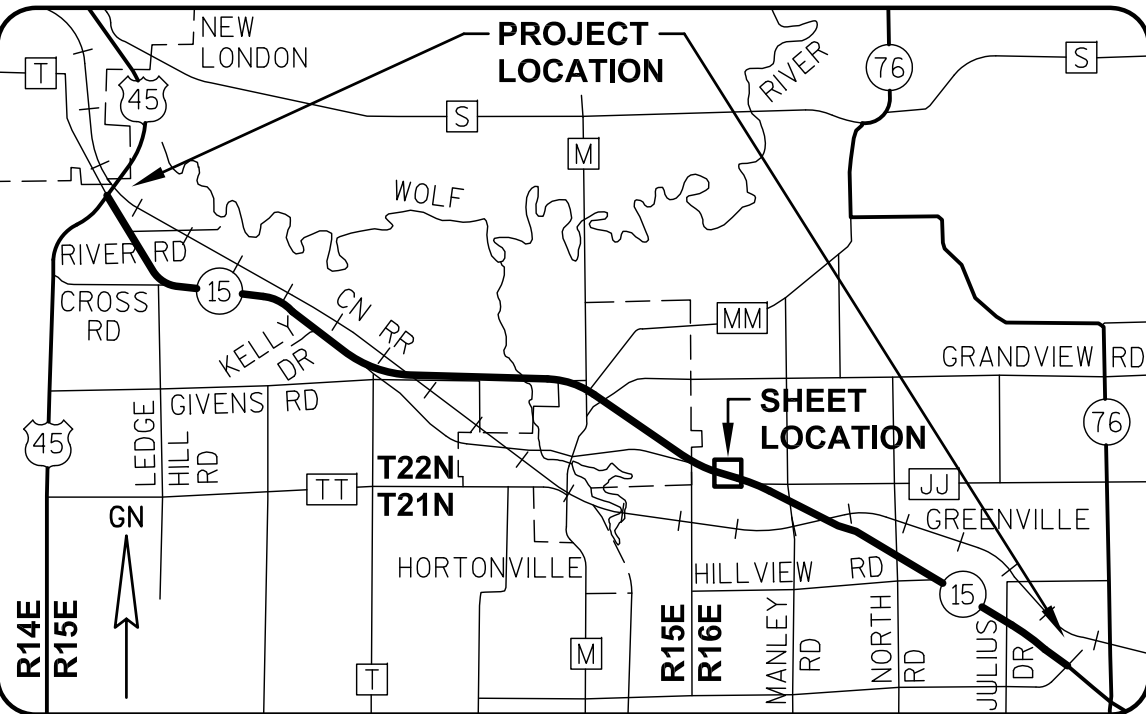 NEW
LONDON
PROJECT
LOCATION
RIVER
T
45
76
S
S
M
WOLF
RIVER RD
CROSS
RD
15
KELLY
DR
CN RR
MM
GRANDVIEW RD
LEDGE
HILL
RD
GIVENS RD
SHEET
LOCATION
45
76
T22N
T21N
TT
JJ
GN
GREENVILLE
HORTONVILLE
HILLVIEW RD
15
R14E
R15E
R15E
R16E
MANLEY
RD
NORTH
RD
JULIUS
DR
T
M